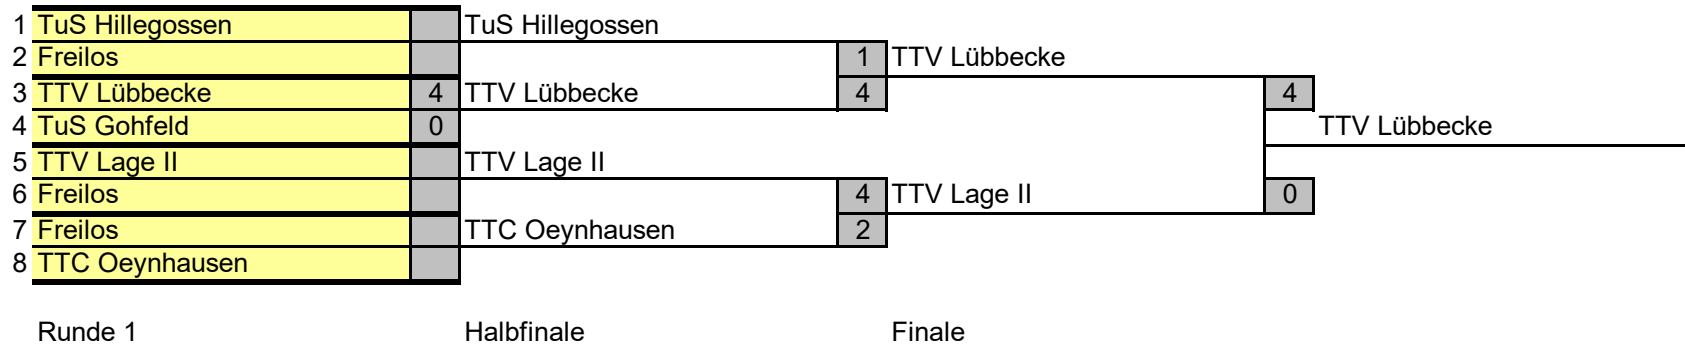 1 TuS Hillegossen TuS Hillegossen
2 Freilos 1 TTV Lübbecke
3 TTV Lübbecke 4 TTV Lübbecke 4 4
4 TuS Gohfeld 0 TTV Lübbecke
5 TTV Lage II TTV Lage II
6 Freilos 4 TTV Lage II 0
7 Freilos TTC Oeynhausen 2
8 TTC Oeynhausen
Runde 1 Halbfinale Finale